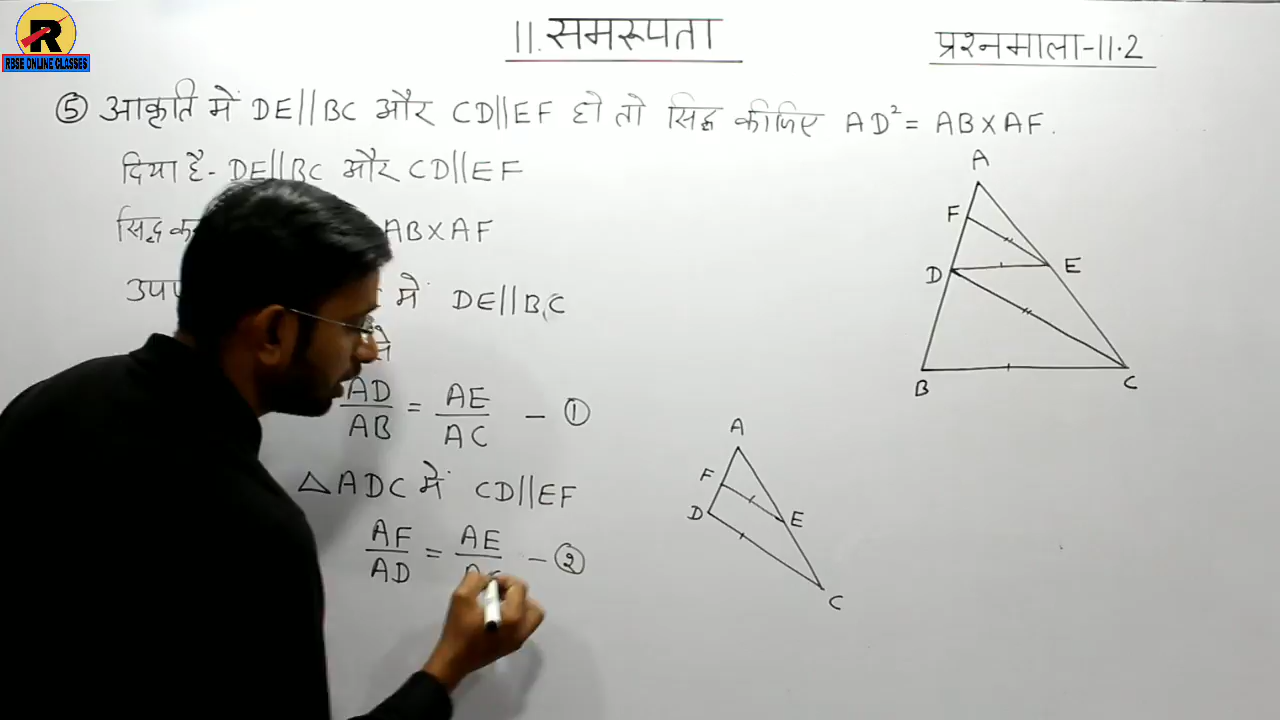 R
RBSE ONLINE CLASSES
11. समरूपता
प्रश्नमाला-11.2
⑤ आकृति में DE||BC और CD||EF हो तो सिद्ध कीजिए AD² = AB×AF.
दिया है- DE||BC और CD||EF
सिद्ध AB×AF
में DE||BC
से
AD/AB = AE/AC - ①
△ADC में CD||EF
AF/AD = AE/AC - ②
A
F
D
E
B
C
A
F
D
E
C